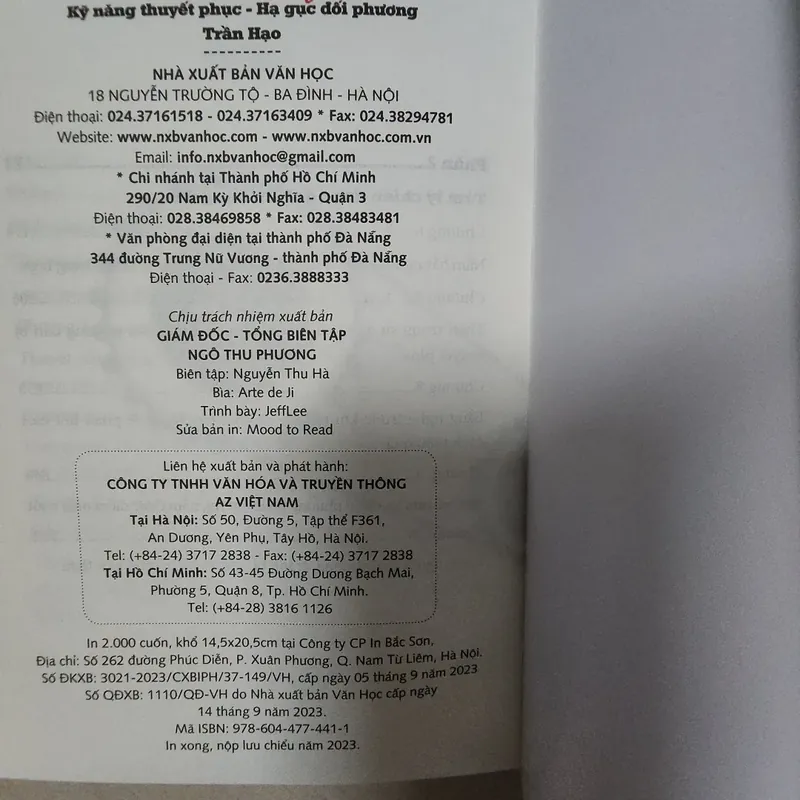 Kỹ năng thuyết phục - Hạ gục đối phương
Trần Hạo
NHÀ XUẤT BẢN VĂN HỌC
18 NGUYỄN TRƯỜNG TỘ - BA ĐÌNH - HÀ NỘI
Điện thoại: 024.37161518 - 024.37163409 * Fax: 024.38294781
Website: www.nxbvanhoc.com - www.nxbvanhoc.com.vn
Email: info.nxbvanhoc@gmail.com
* Chi nhánh tại Thành phố Hồ Chí Minh
290/20 Nam Kỳ Khởi Nghĩa - Quận 3
Điện thoại: 028.38469858 * Fax: 028.38483481
* Văn phòng đại diện tại thành phố Đà Nẵng
344 đường Trưng Nữ Vương - thành phố Đà Nẵng
Điện thoại - Fax: 0236.3888333
Chịu trách nhiệm xuất bản
GIÁM ĐỐC - TỔNG BIÊN TẬP
NGÔ THU PHƯƠNG
Biên tập: Nguyễn Thu Hà
Bìa: Arte de Ji
Trình bày: JeffLee
Sửa bản in: Mood to Read
Liên hệ xuất bản và phát hành:
CÔNG TY TNHH VĂN HÓA VÀ TRUYỀN THÔNG
AZ VIỆT NAM
Tại Hà Nội: Số 50, Đường 5, Tập thể F361,
An Dương, Yên Phụ, Tây Hồ, Hà Nội.
Tel: (+84-24) 3717 2838 - Fax: (+84-24) 3717 2838
Tại Hồ Chí Minh: Số 43-45 Đường Dương Bạch Mai,
Phường 5, Quận 8, Tp. Hồ Chí Minh.
Tel: (+84-28) 3816 1126
In 2.000 cuốn, khổ 14,5x20,5cm tại Công ty CP In Bắc Sơn.
Địa chỉ: Số 262 đường Phúc Diễn, P. Xuân Phương, Q. Nam Từ Liêm, Hà Nội.
Số ĐKXB: 3021-2023/CXBIPH/37-149/VH, cấp ngày 05 tháng 9 năm 2023
Số QĐXB: 1110/QĐ-VH do Nhà xuất bản Văn Học cấp ngày
14 tháng 9 năm 2023.
Mã ISBN: 978-604-477-441-1
In xong, nộp lưu chiểu năm 2023.